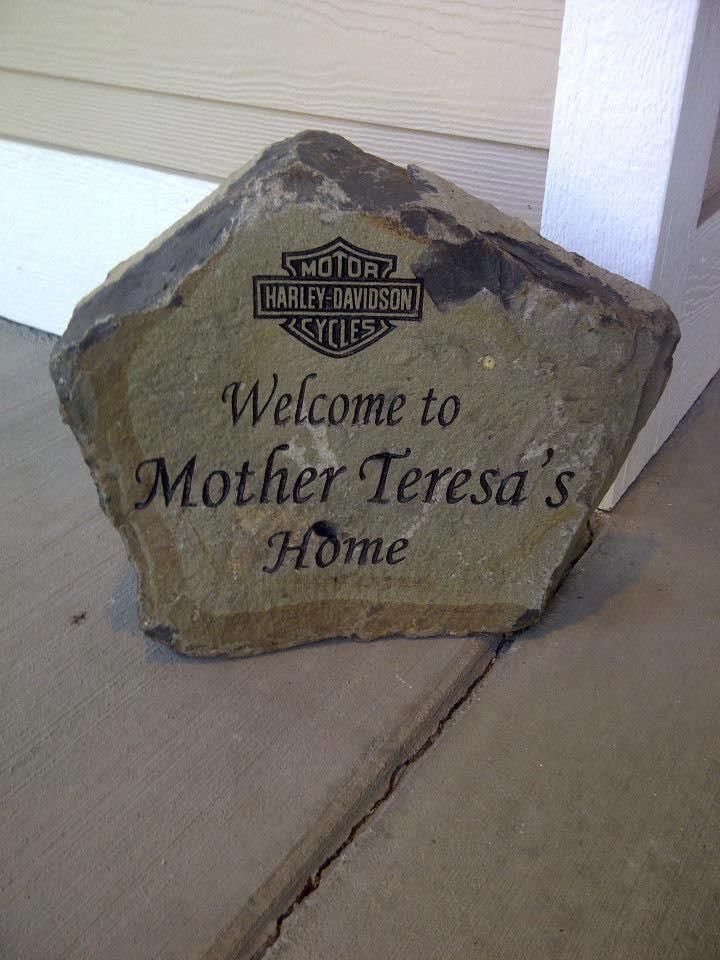 MOTOR
HARLEY-DAVIDSON
CYCLES
Welcome to
Mother Teresa's
Home